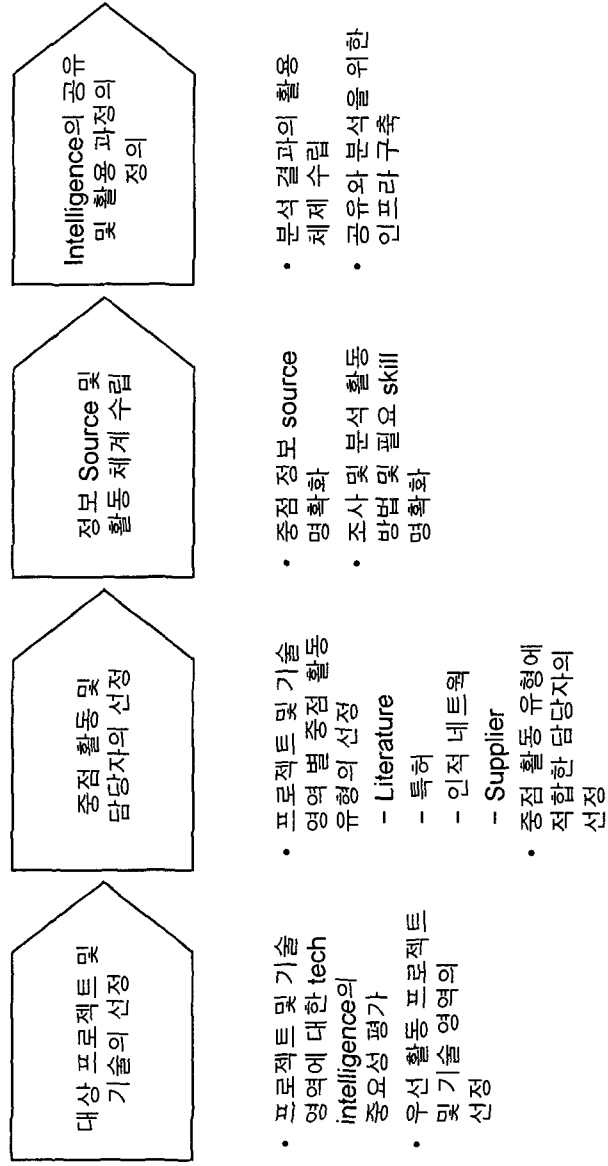 대상 프로젝트 및
기술의 선정
• 프로젝트 및 기술
영역에 대한 tech
intelligence의
중요성 평가
• 우선 활동 프로젝트
및 기술 영역의
선정
중점 활동 및
담당자의 선정
• 프로젝트 및 기술
영역 별 중점 활동
유형의 선정
– Literature
– 특허
– 인적 네트웍
– Supplier
• 중점 활동 유형에
적합한 담당자의
선정
정보 Source 및
활동 체계 수립
• 중점 정보 source
명확화
• 조사 및 분석 활동
방법 및 필요 skill
명확화
Intelligence의 공유
및 활용 과정의
정의
• 분석 결과의 활용
체제 수립
• 공유와 분석을 위한
인프라 구축